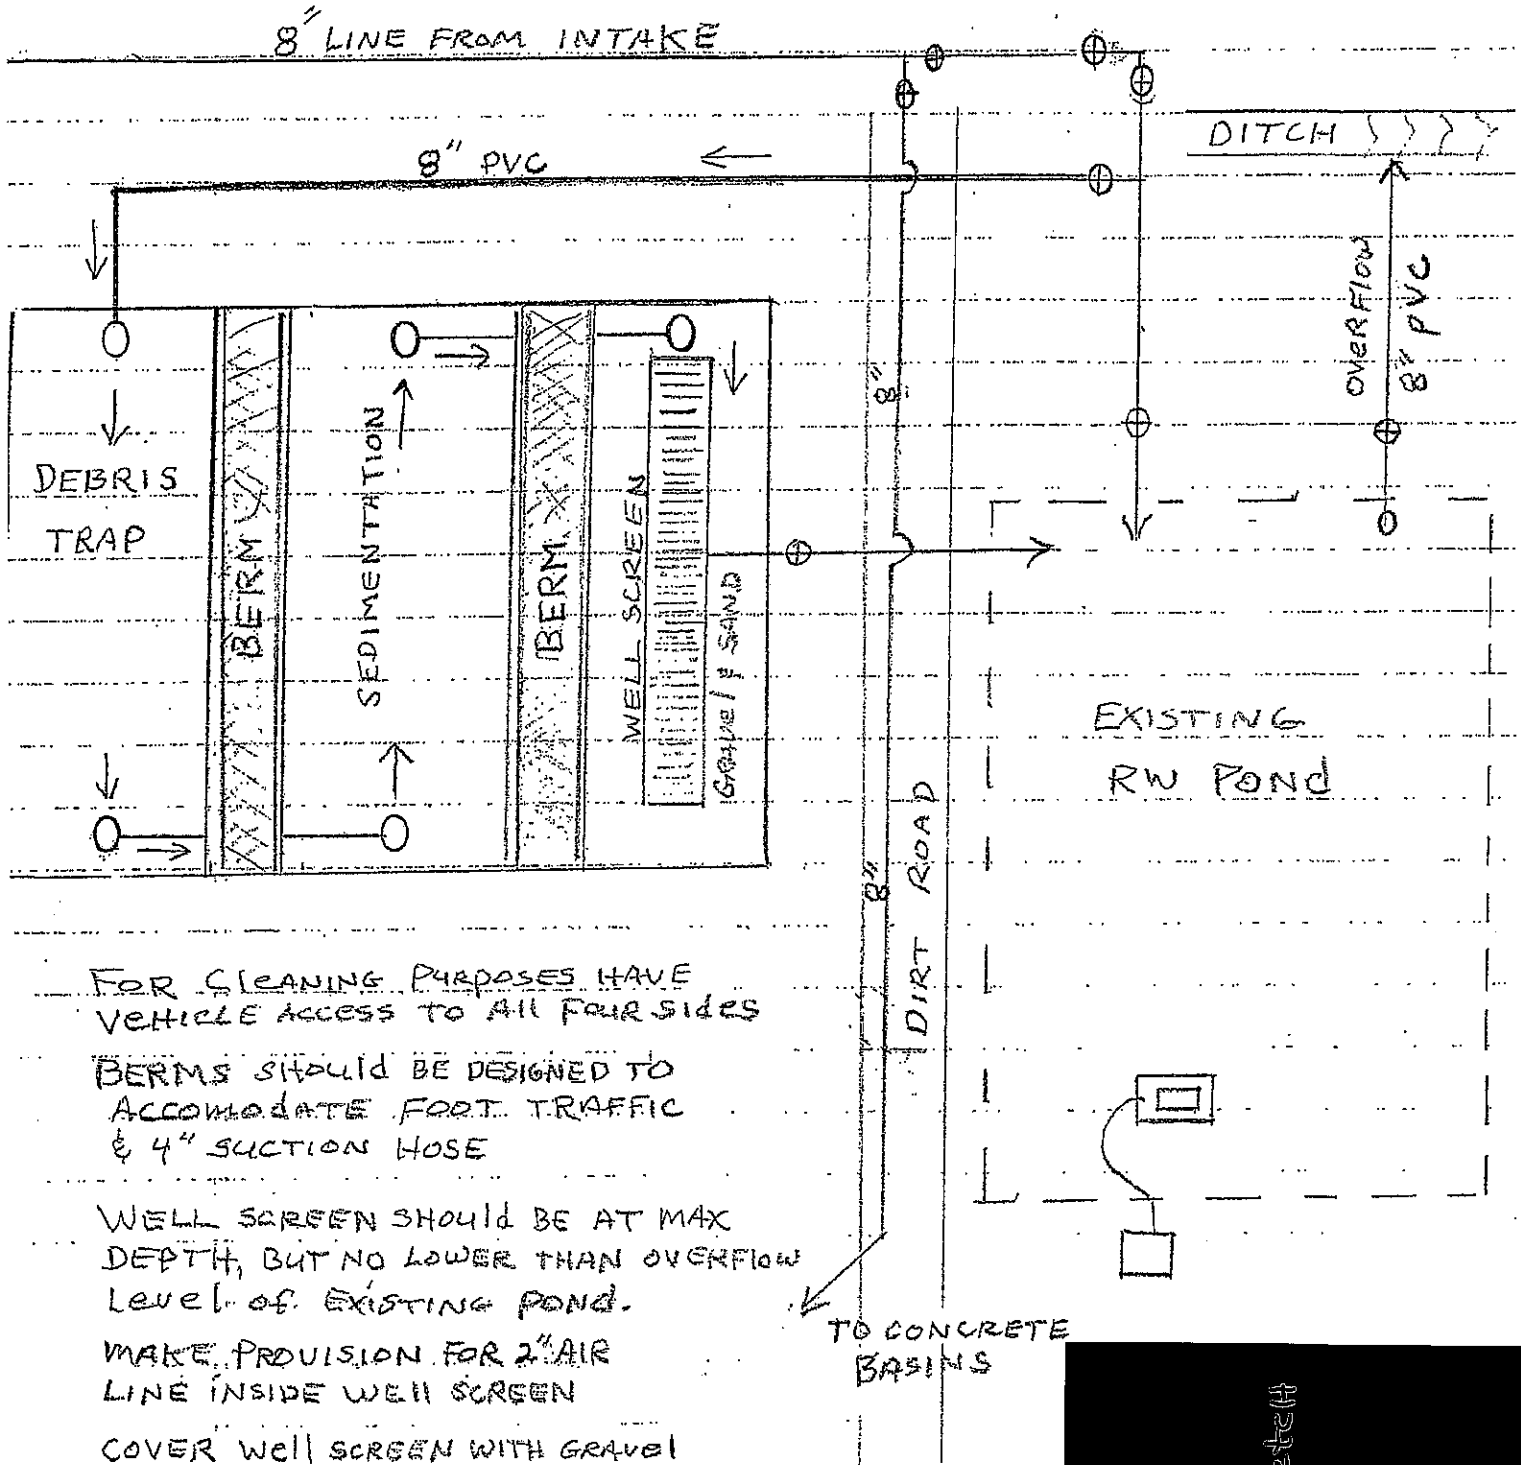 8" LINE FROM INTAKE
DITCH
8" PVC
OVERFLOW
8" PVC
8"
DEBRIS
TRAP
BERM
SEDIMENTATION
BERM
WELL SCREEN
GRAVEl & SAND
EXISTING
RW PONd
8"
DIRT ROAD
FOR ClEANING PURPOSES HAVE
VEHICLE ACCESS TO All FOUR SIdES
BERMS SHOULd BE DESIGNED TO
ACCOMOdATE FOOT TRAFFIC
& 4" SUCTION HOSE
WELL SCREEN SHOULd BE AT MAX
DEPTH, BUT NO LOWER THAN OVERFlOW
LEVEl OF EXISTING PONd.
MAKE PROVISION FOR 2" AIR
LINE INSIDE WEll SCREEN
COVER WEll SCREEN WITH GRAVEl
TO CONCRETE
BASINS